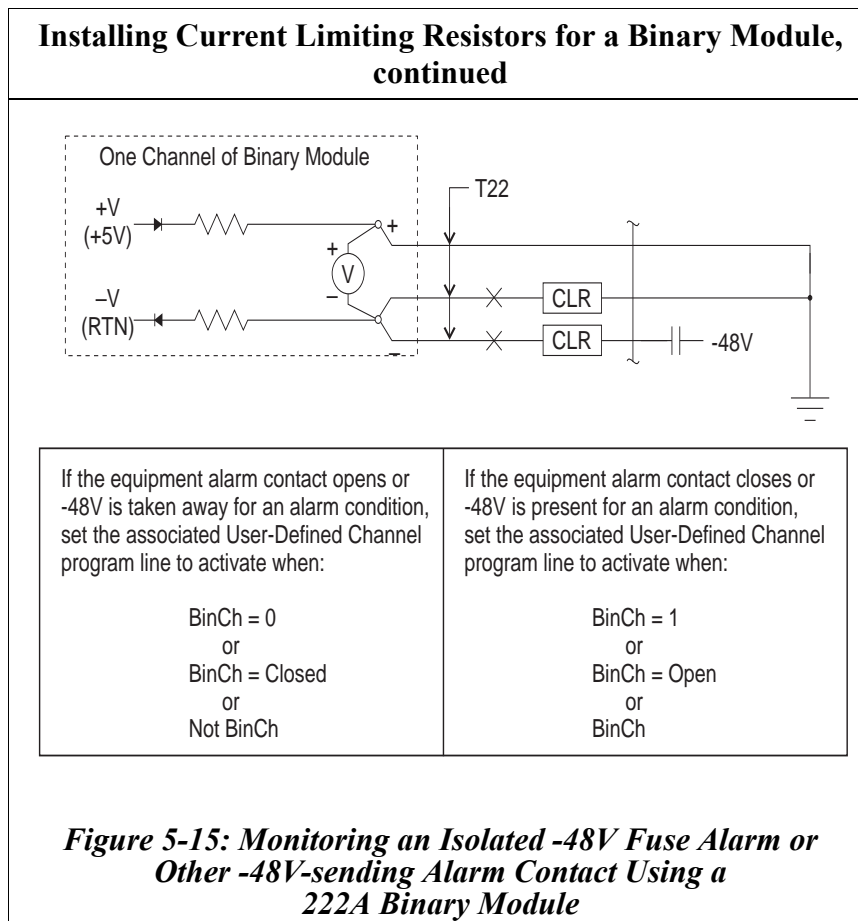 Installing Current Limiting Resistors for a Binary Module,
continued
One Channel of Binary Module
T22
+V
(+5V)
+
+
V
–
–V
(RTN)
CLR
CLR
–
-48V
If the equipment alarm contact opens or
-48V is taken away for an alarm condition,
set the associated User-Defined Channel
program line to activate when:
BinCh = 0
or
BinCh = Closed
or
Not BinCh
If the equipment alarm contact closes or
-48V is present for an alarm condition,
set the associated User-Defined Channel
program line to activate when:
BinCh = 1
or
BinCh = Open
or
BinCh
Figure 5-15: Monitoring an Isolated -48V Fuse Alarm or
Other -48V-sending Alarm Contact Using a
222A Binary Module